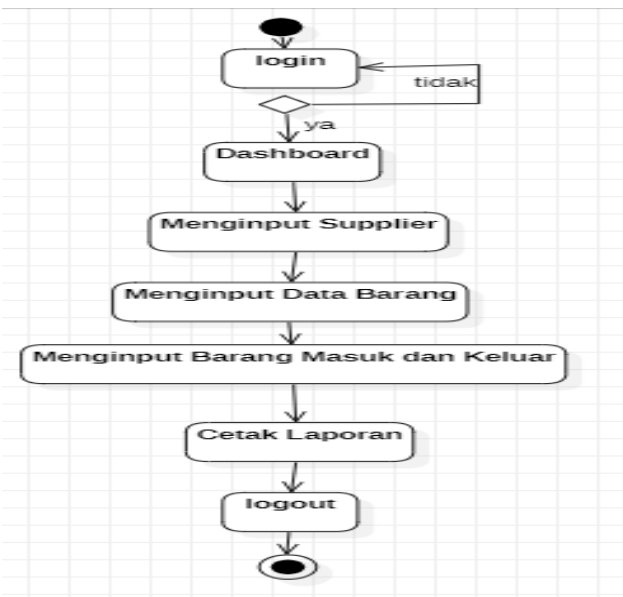 login
tidak
ya
Dashboard
Menginput Supplier
Menginput Data Barang
Menginput Barang Masuk dan Keluar
Cetak Laporan
logout